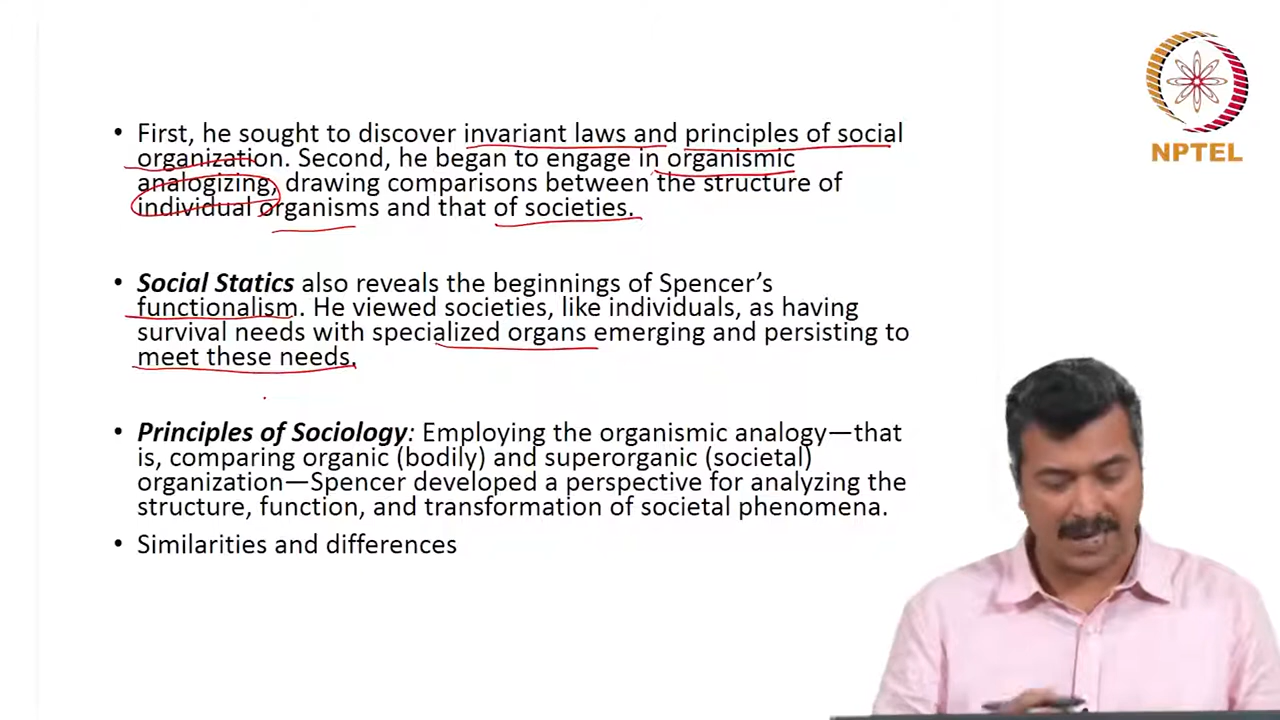 • First, he sought to discover invariant laws and principles of social
organization. Second, he began to engage in organismic
analogizing, drawing comparisons between the structure of
individual organisms and that of societies.
• Social Statics also reveals the beginnings of Spencer’s
functionalism. He viewed societies, like individuals, as having
survival needs with specialized organs emerging and persisting to
meet these needs.
• Principles of Sociology: Employing the organismic analogy—that
is, comparing organic (bodily) and superorganic (societal)
organization—Spencer developed a perspective for analyzing the
structure, function, and transformation of societal phenomena.
• Similarities and differences
NPTEL